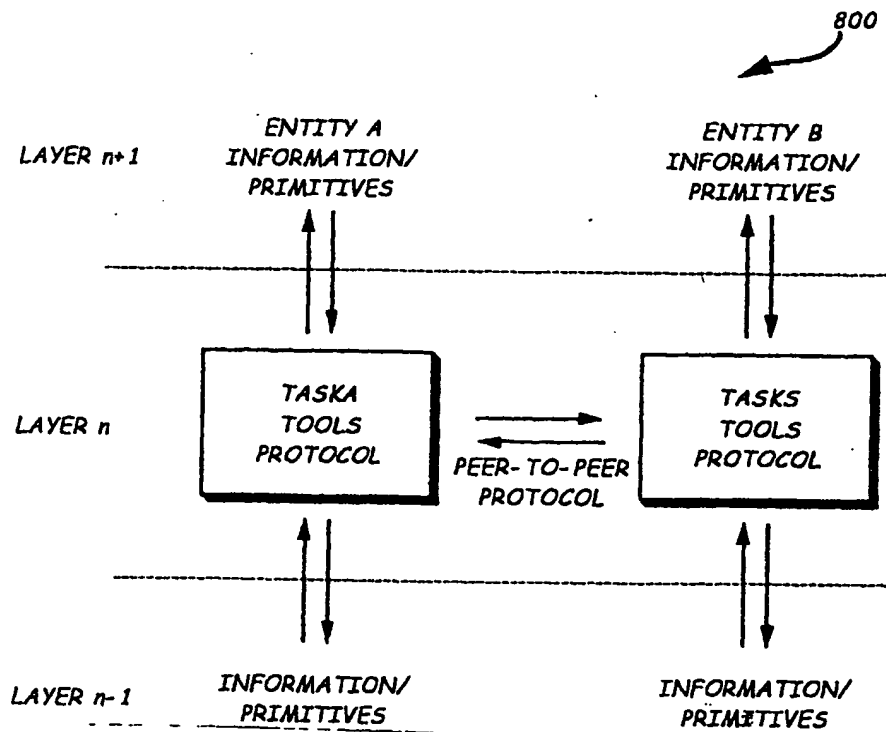 800
LAYER n+1
ENTITY A
INFORMATION/
PRIMITIVES
ENTITY B
INFORMATION/
PRIMITIVES
LAYER n
TASKA
TOOLS
PROTOCOL
PEER-TO-PEER
PROTOCOL
TASKS
TOOLS
PROTOCOL
LAYER n-1
INFORMATION/
PRIMITIVES
INFORMATION/
PRIMITIVES